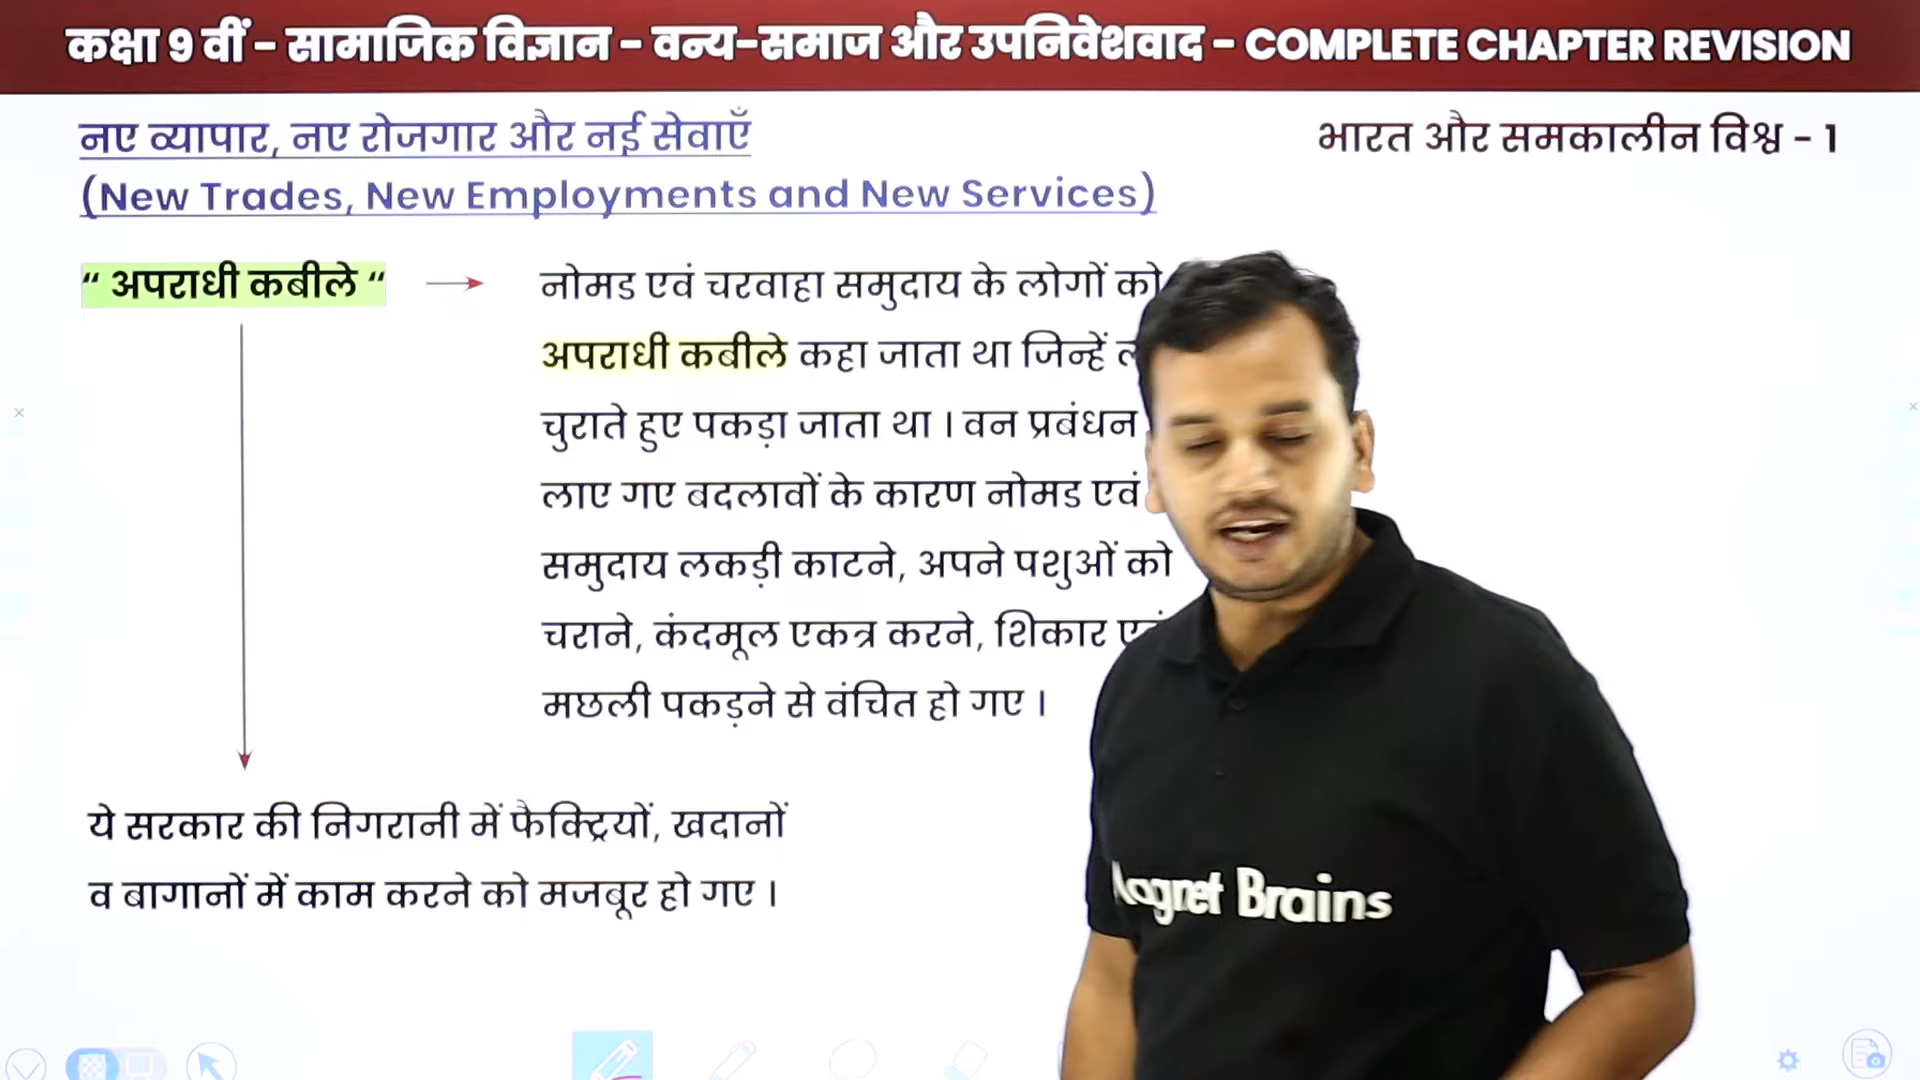 कक्षा 9 वीं - सामाजिक विज्ञान - वन्य-समाज और उपनिवेशवाद - COMPLETE CHAPTER REVISION
नए व्यापार, नए रोजगार और नई सेवाएँ
भारत और समकालीन विश्व - 1
(New Trades, New Employments and New Services)
“ अपराधी कबीले “
नोमड एवं चरवाहा समुदाय के लोगों को
अपराधी कबीले कहा जाता था जिन्हें
चुराते हुए पकड़ा जाता था । वन प्रबंधन
लाए गए बदलावों के कारण नोमड एवं
समुदाय लकड़ी काटने, अपने पशुओं को
चराने, कंदमूल एकत्र करने, शिकार एवं
मछली पकड़ने से वंचित हो गए ।
ये सरकार की निगरानी में फैक्ट्रियों, खदानों
व बागानों में काम करने को मजबूर हो गए ।
Magnet Brains